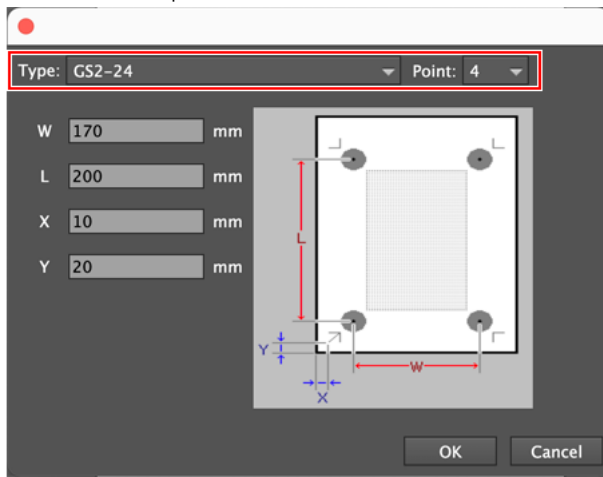 Type: GS2-24 Point: 4
W 170 mm
L 200 mm
X 10 mm
Y 20 mm
L
Y
W
X
OK Cancel